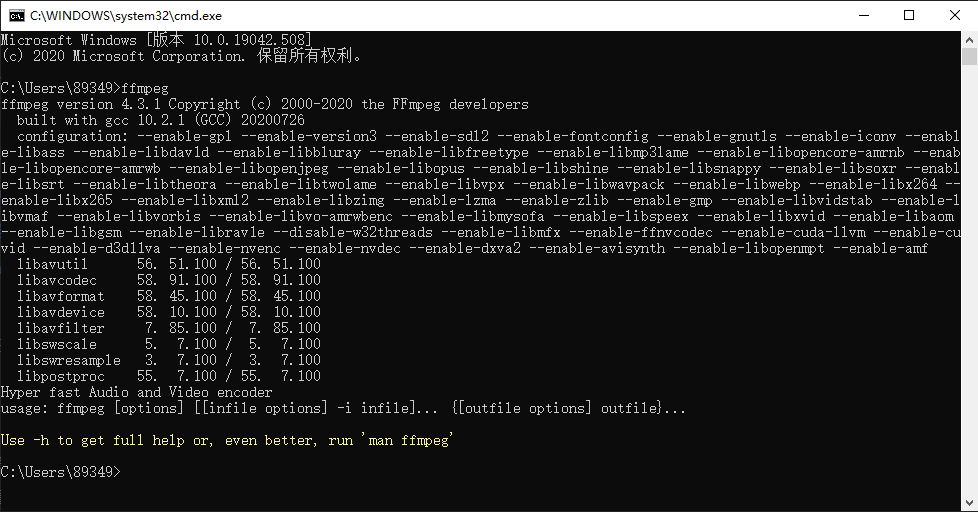 C:\WINDOWS\system32\cmd.exe
Microsoft Windows [版本 10.0.19042.508]
(c) 2020 Microsoft Corporation. 保留所有权利。
C:\Users\89349>ffmpeg
ffmpeg version 4.3.1 Copyright (c) 2000-2020 the FFmpeg developers
  built with gcc 10.2.1 (GCC) 20200726
  configuration: --enable-gpl --enable-version3 --enable-sdl2 --enable-fontconfig --enable-gnutls --enable-iconv --enabl
e-libass --enable-libdav1d --enable-libbluray --enable-libfreetype --enable-libmp3lame --enable-libopencore-amrnb --enab
le-libopencore-amrwb --enable-libopenjpeg --enable-libopus --enable-libshine --enable-libsnappy --enable-libsoxr --enabl
e-libsrt --enable-libtheora --enable-libtwolame --enable-libvpx --enable-libwavpack --enable-libwebp --enable-libx264 --
enable-libx265 --enable-libxml2 --enable-libzimg --enable-lzma --enable-zlib --enable-gmp --enable-libvidstab --enable-l
ibvmaf --enable-libvorbis --enable-libvo-amrwbenc --enable-libmysofa --enable-libspeex --enable-libxvid --enable-libaom
--enable-libgsm --enable-librav1e --disable-w32threads --enable-libmfx --enable-ffnvcodec --enable-cuda-llvm --enable-cu
vid --enable-d3d11va --enable-nvenc --enable-nvdec --enable-dxva2 --enable-avisynth --enable-libopenmpt --enable-amf
  libavutil      56. 51.100 / 56. 51.100
  libavcodec     58. 91.100 / 58. 91.100
  libavformat    58. 45.100 / 58. 45.100
  libavdevice    58. 10.100 / 58. 10.100
  libavfilter     7. 85.100 /  7. 85.100
  libswscale      5.  7.100 /  5.  7.100
  libswresample   3.  7.100 /  3.  7.100
  libpostproc    55.  7.100 / 55.  7.100
Hyper fast Audio and Video encoder
usage: ffmpeg [options] [[infile options] -i infile]... {[outfile options] outfile}...
Use -h to get full help or, even better, run 'man ffmpeg'
C:\Users\89349>